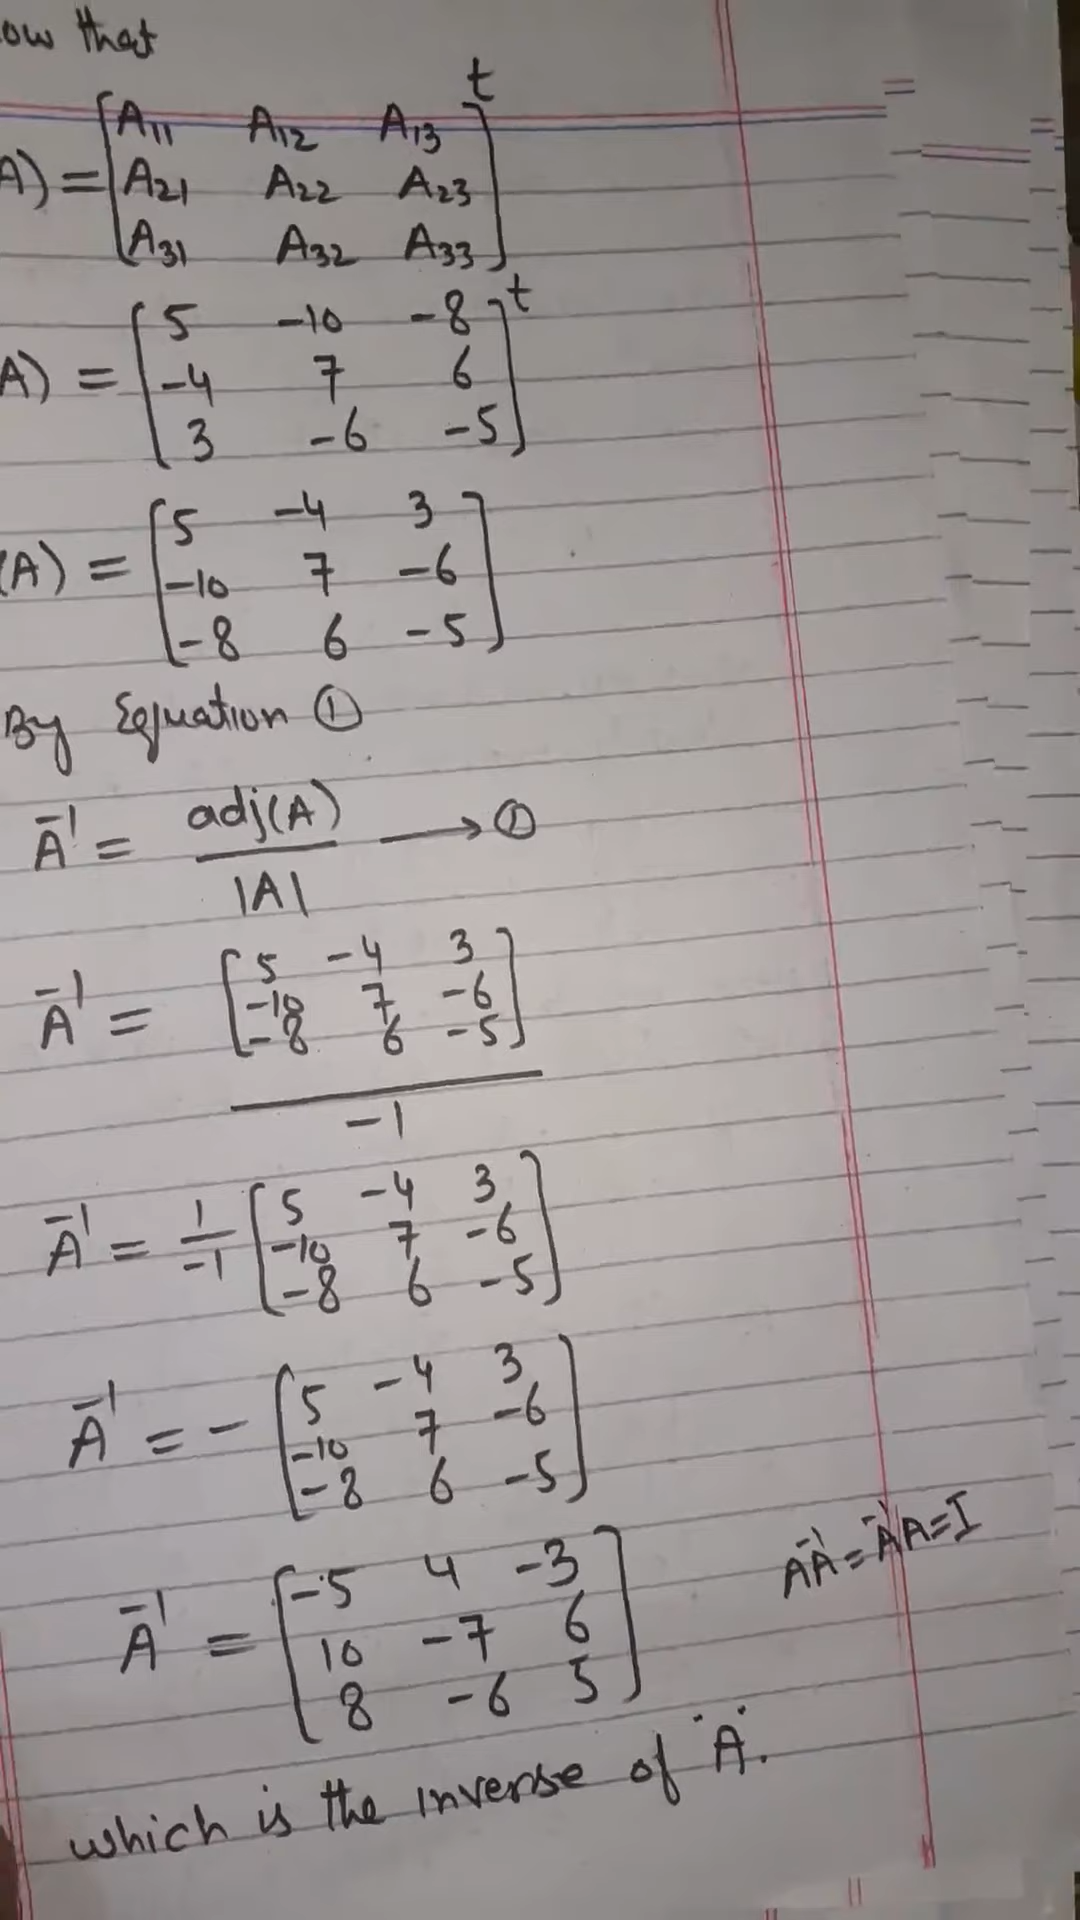 ow that
A) = [A11 A12 A13]t
A21 A22 A23
A31 A32 A33
A) = [5 -10 -8]t
-4 7 6
3 -6 -5
(A) = [5 -4 3]
-10 7 -6
-8 6 -5
By Equation ①
A⁻¹ = adj(A) / |A| → ①
A⁻¹ = [5 -4 3]
-10 7 -6
-8 6 -5
-1
A⁻¹ = 1/-1 [5 -4 3]
-10 7 -6
-8 6 -5
A⁻¹ = - [5 -4 3]
-10 7 -6
-8 6 -5
A⁻¹ = [-5 4 -3]
10 -7 6
8 -6 5
AA⁻¹ = A⁻¹A = I
which is the inverse of "A".